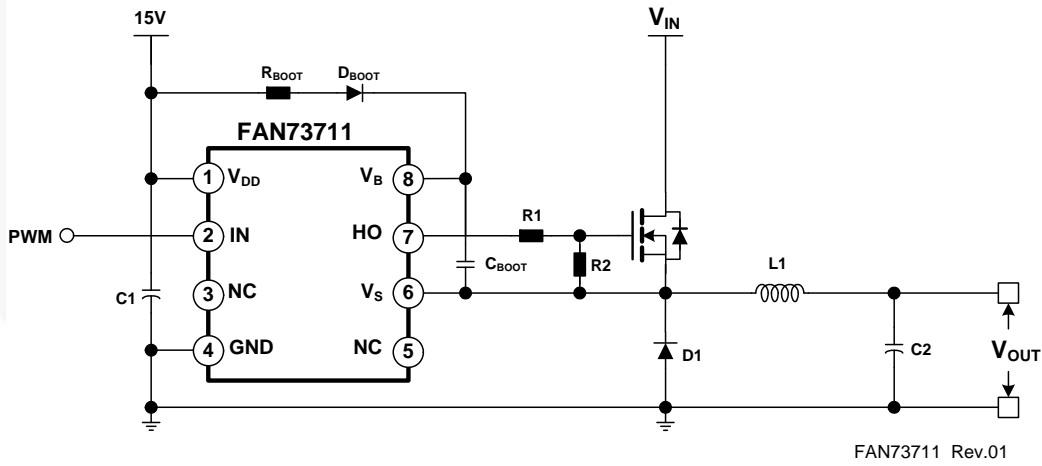 15V
VIN
RBOOT
DBOOT
FAN73711
1 VDD
VB 8
PWM
2 IN
HO 7
R1
R2
CBOOT
L1
C1
3 NC
VS 6
4 GND
NC 5
D1
C2
VOUT
FAN73711 Rev.01